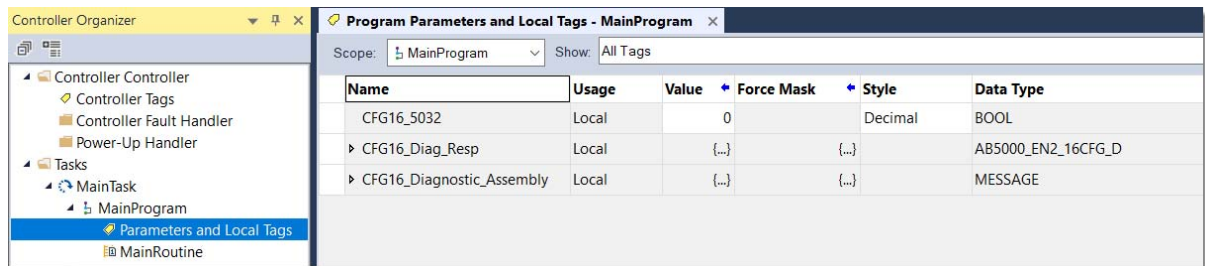 Controller Organizer
Program Parameters and Local Tags - MainProgram
Scope: MainProgram Show: All Tags
Controller Controller
Controller Tags
Controller Fault Handler
Power-Up Handler
Tasks
MainTask
MainProgram
Parameters and Local Tags
MainRoutine
Name Usage Value Force Mask Style Data Type
CFG16_5032 Local 0 Decimal BOOL
CFG16_Diag_Resp Local {...} {...} AB5000_EN2_16CFG_D
CFG16_Diagnostic_Assembly Local {...} {...} MESSAGE